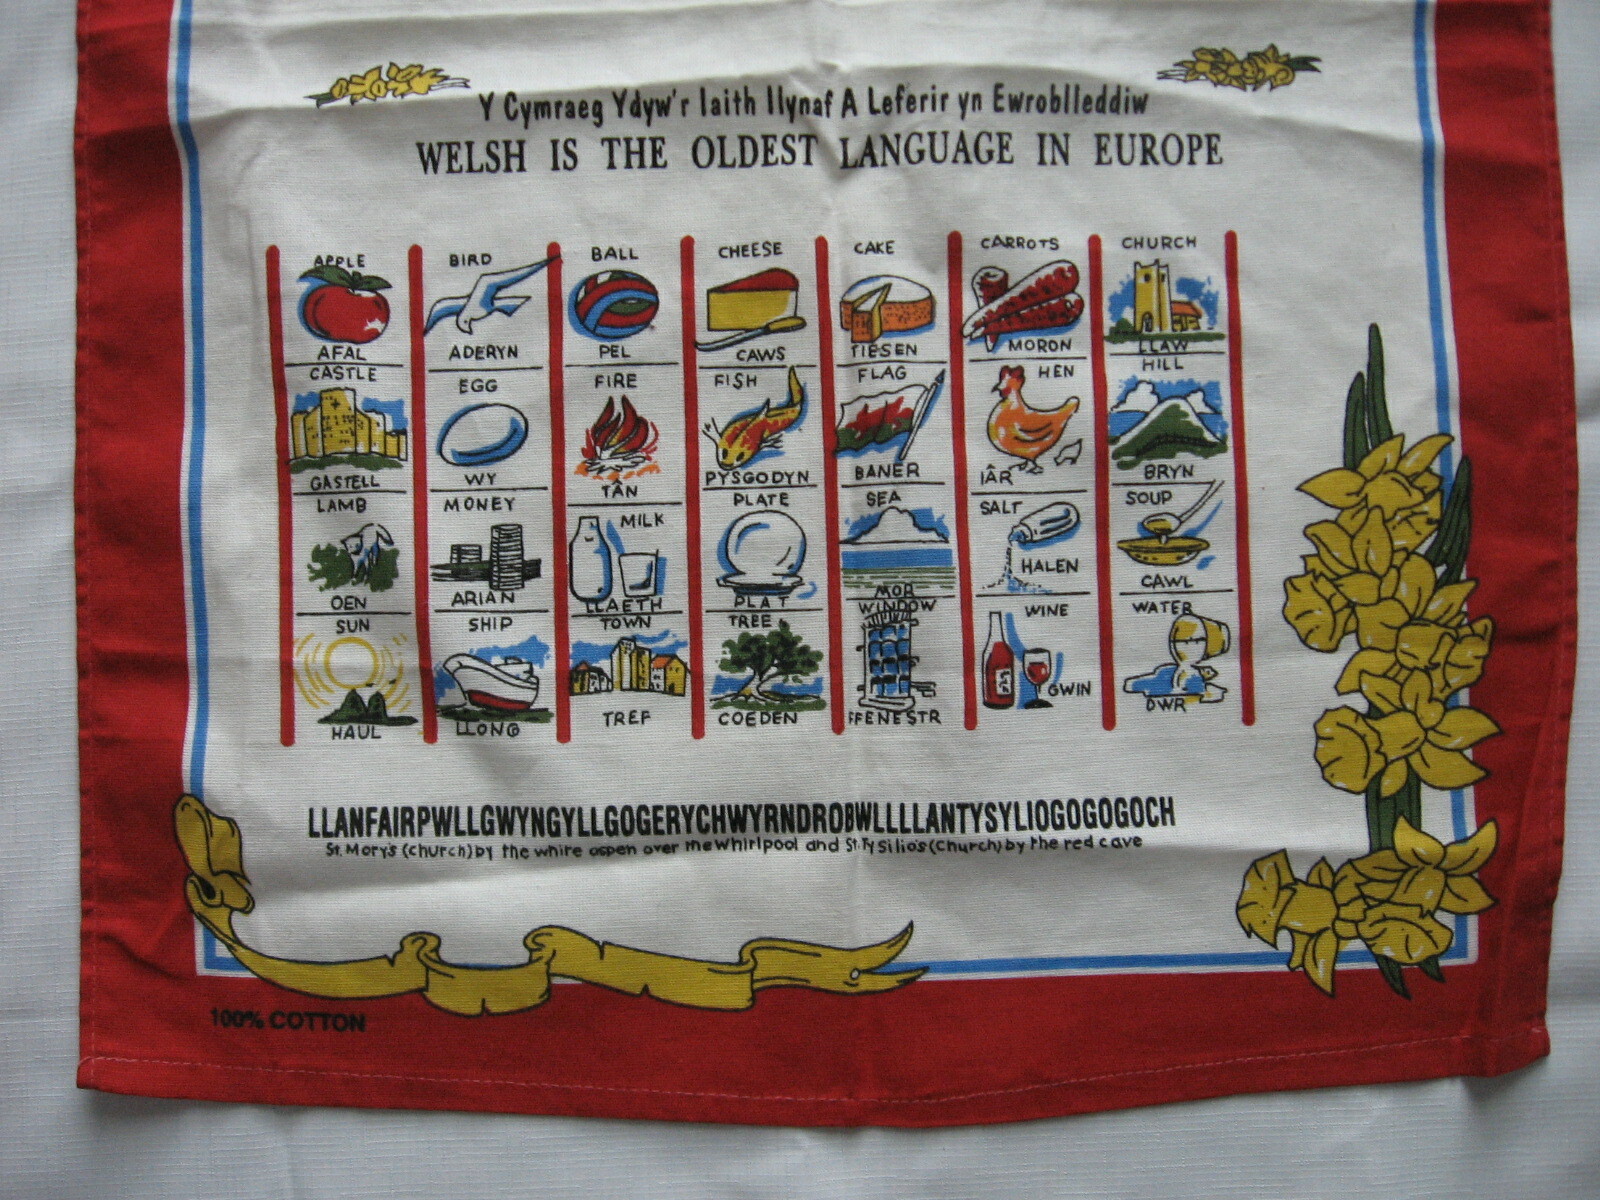 Y Cymraeg Ydyw'r Iaith Ilynaf A Leferir yn Ewroblleddiw
WELSH IS THE OLDEST LANGUAGE IN EUROPE
APPLE BIRD BALL CHEESE CAKE CARROTS CHURCH
AFAL ADERYN PEL CAWS TIESEN MORON LLAW
CASTLE EGG FIRE FISH FLAG HEN HILL
GASTELL WY TÂN PYSGODYN BANER IÂR BRYN
LAMB MONEY MILK PLATE SEA SALT SOUP
OEN ARIAN LLAETH PLAT MOR HALEN CAWL
SUN SHIP TOWN TREE WINDOW WINE WATER
HAUL LLONG TREF COEDEN FFENESTR GWIN DWR
LLANFAIRPWLLGWYNGYLLGOGERYCHWYRNDROBWLLLLANTYSYLIOGOGOGOCH
St. Mary's (church) by the white aspen over the whirlpool and St. Tysilio's (Church) by the red cave
100% COTTON